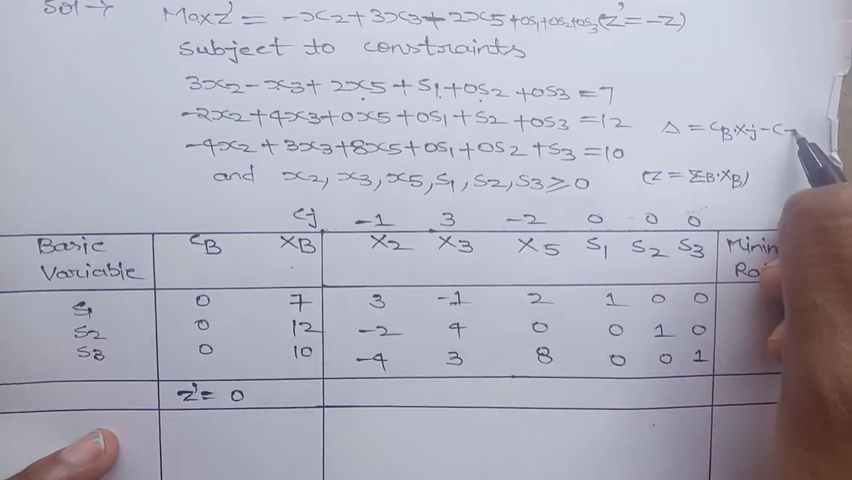 Sol →
Max Z' = -x2 + 3x3 - 2x5 + 0s1 + 0s2 + 0s3 (Z' = -Z)
Subject to constraints
3x2 - x3 + 2x5 + S1 + 0S2 + 0S3 = 7
-2x2 + 4x3 + 0x5 + 0S1 + S2 + 0S3 = 12
-4x2 + 3x3 + 8x5 + 0S1 + 0S2 + S3 = 10
and x2, x3, x5, S1, S2, S3 ≥ 0
Δ = CB·Xj - C
(Z = ΣB·XB)
Cj -1 3 -2 0 0 0
Basic Variable CB XB X2 X3 X5 S1 S2 S3 Minin Ra
S1 0 7 3 -1 2 1 0 0
S2 0 12 -2 4 0 0 1 0
S3 0 10 -4 3 8 0 0 1
Z' = 0